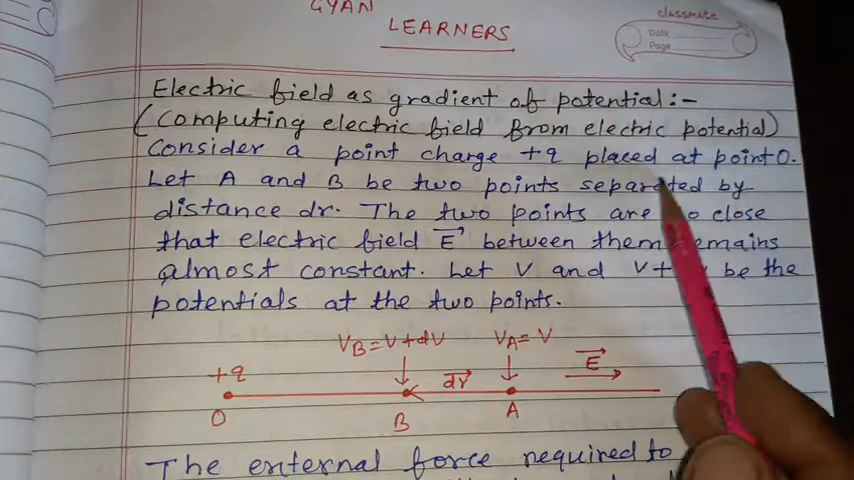 GYAN
LEARNERS
classmate
Date
Page
Electric field as gradient of potential:-
(Computing electric field from electric potential)
Consider a point charge +q placed at point O.
Let A and B be two points separated by
distance dr. The two points are so close
that electric field E⃗ between them remains
almost constant. Let V and V+ be the
potentials at the two points.
VB=V+dV VA=V
+q dr⃗ E⃗
O B A
The external force required to